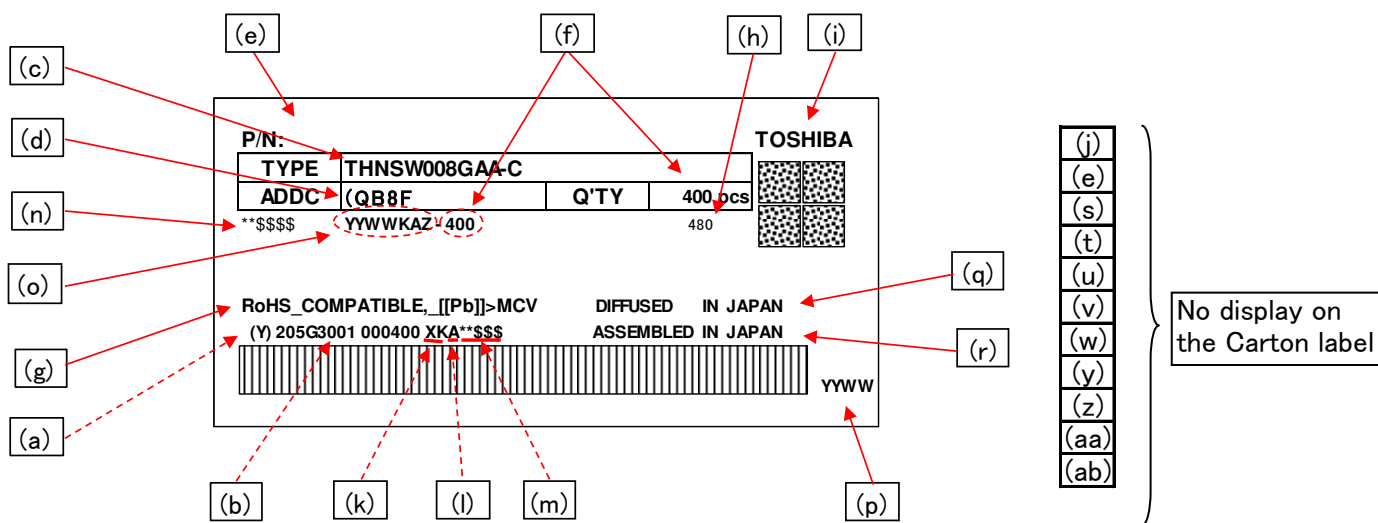 (e) (f) (h) (i)
(c)
(d)
P/N: TOSHIBA
TYPE THNSW008GAA-C
ADDC (QB8F Q'TY 400 pcs
(n) **$$$$ YYWWKAZ - 400 480
(o)
(q)
RoHS_COMPATIBLE,_[[Pb]]>MCV DIFFUSED IN JAPAN
(Y) 205G3001 000400 XKA**$$$ ASSEMBLED IN JAPAN
(g) (r)
YYWW
(a)
(b) (k) (l) (m) (p)
(j)
(e)
(s)
(t)
(u)
(v)
(w)
(y)
(z)
(aa)
(ab)
No display on
the Carton label